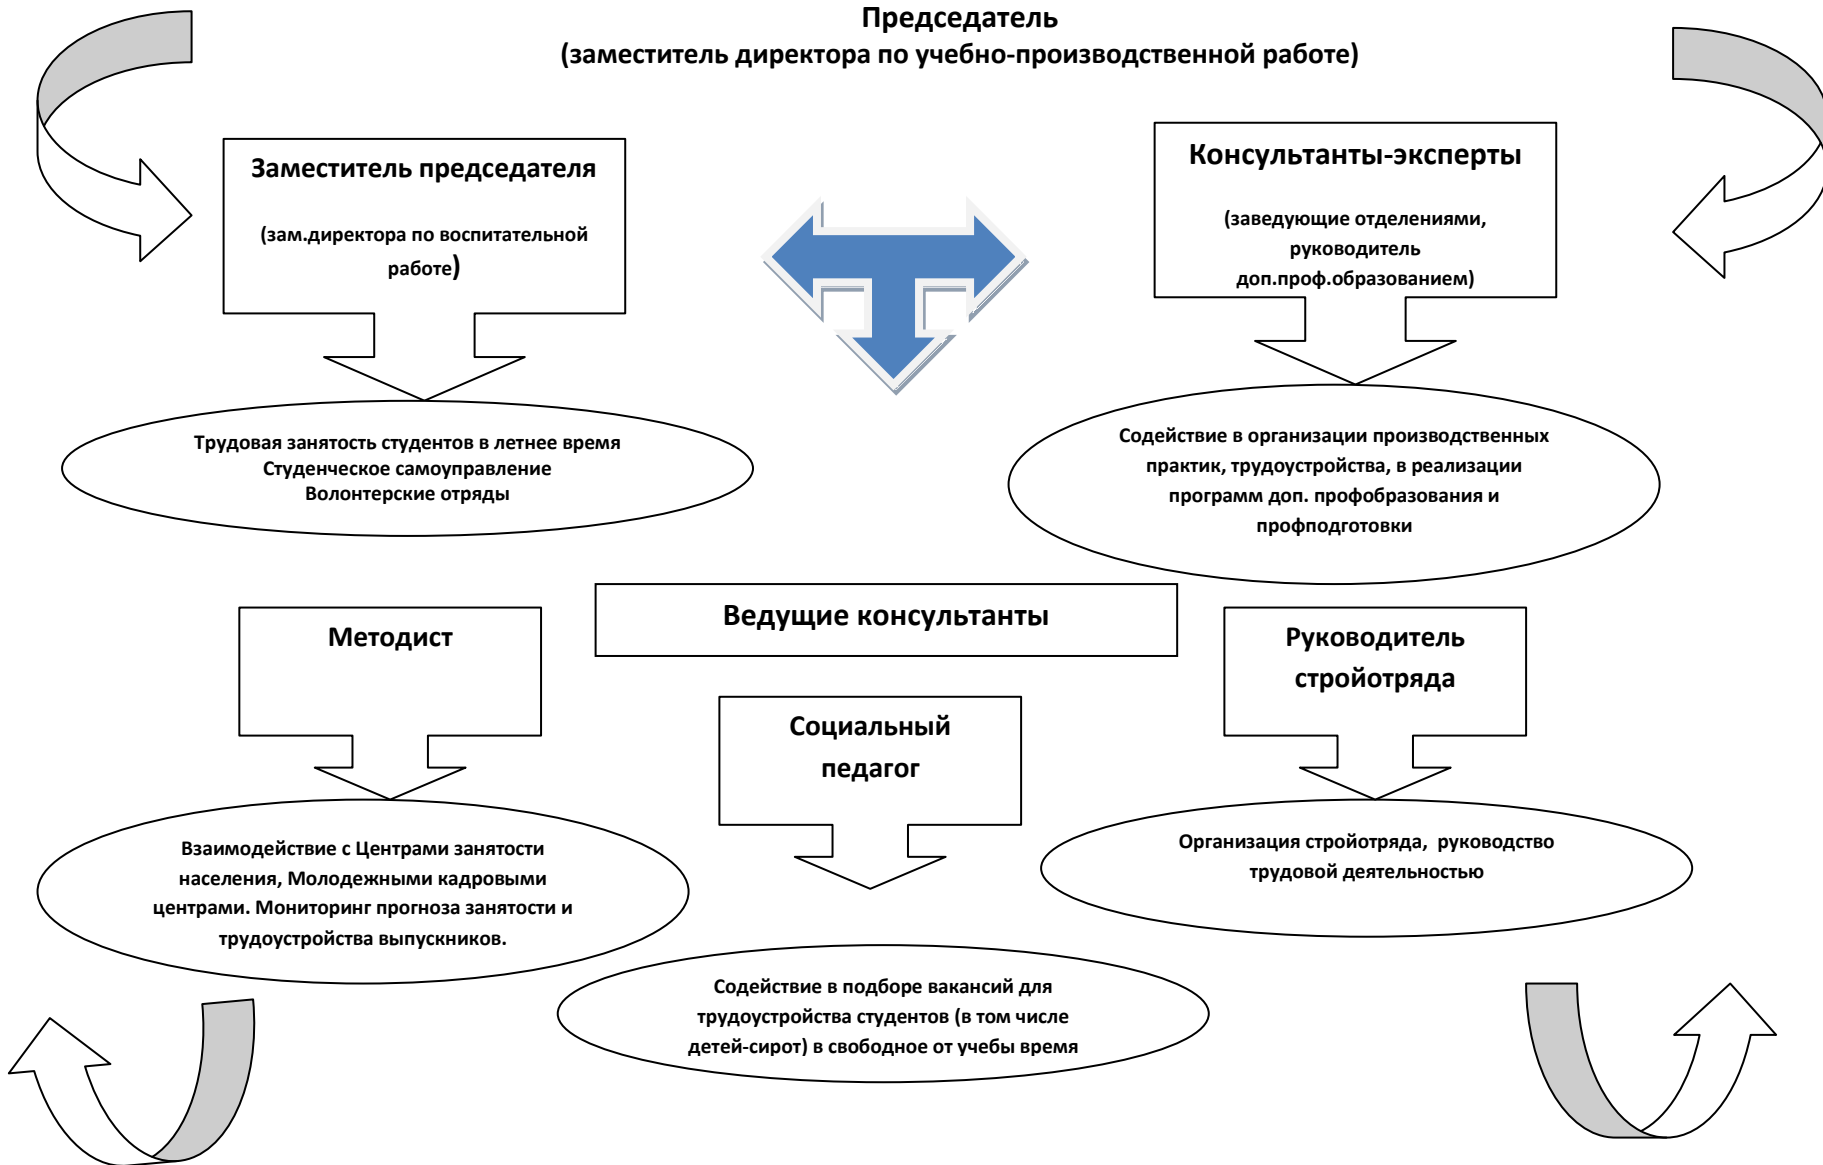 Председатель
(заместитель директора по учебно-производственной работе)
Заместитель председателя
(зам.директора по воспитательной
работе)
Консультанты-эксперты
(заведующие отделениями,
руководитель
доп.проф.образованием)
Трудовая занятость студентов в летнее время
Студенческое самоуправление
Волонтерские отряды
Содействие в организации производственных
практик, трудоустройства, в реализации
программ доп. профобразования и
профподготовки
Ведущие консультанты
Методист
Социальный
педагог
Руководитель
стройотряда
Взаимодействие с Центрами занятости
населения, Молодежными кадровыми
центрами. Мониторинг прогноза занятости и
трудоустройства выпускников.
Содействие в подборе вакансий для
трудоустройства студентов (в том числе
детей-сирот) в свободное от учебы время
Организация стройотряда,  руководство
трудовой деятельностью